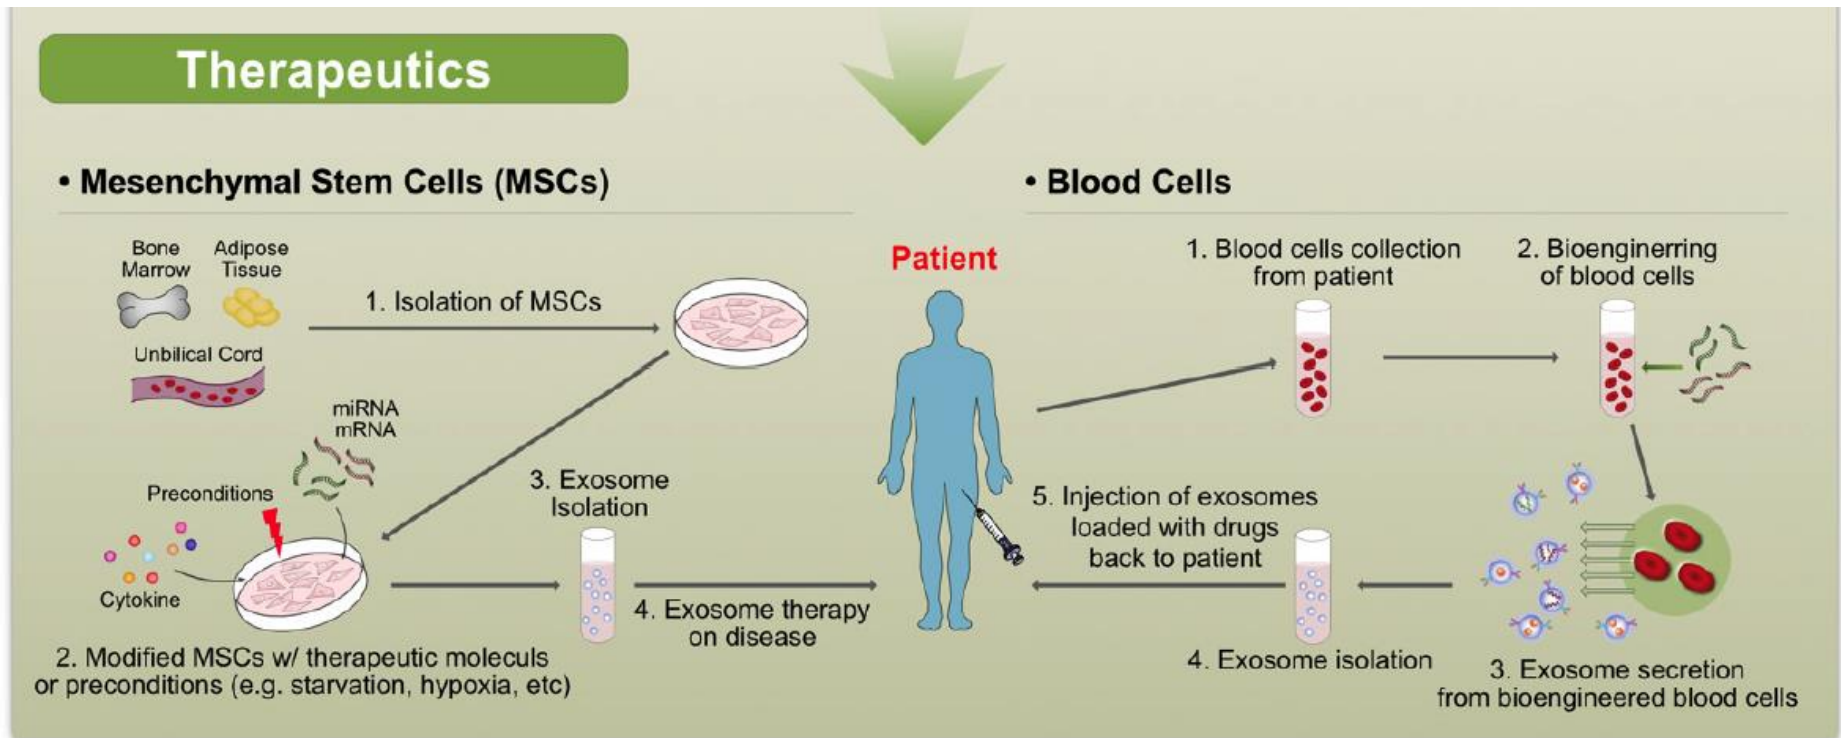 Therapeutics
• Mesenchymal Stem Cells (MSCs)
Bone
Marrow
Adipose
Tissue
Unbilical Cord
1. Isolation of MSCs
miRNA
mRNA
Preconditions
Cytokine
2. Modified MSCs w/ therapeutic moleculs
or preconditions (e.g. starvation, hypoxia, etc)
3. Exosome
Isolation
4. Exosome therapy
on disease
Patient
• Blood Cells
1. Blood cells collection
from patient
2. Bioenginerring
of blood cells
3. Exosome secretion
from bioengineered blood cells
4. Exosome isolation
5. Injection of exosomes
loaded with drugs
back to patient